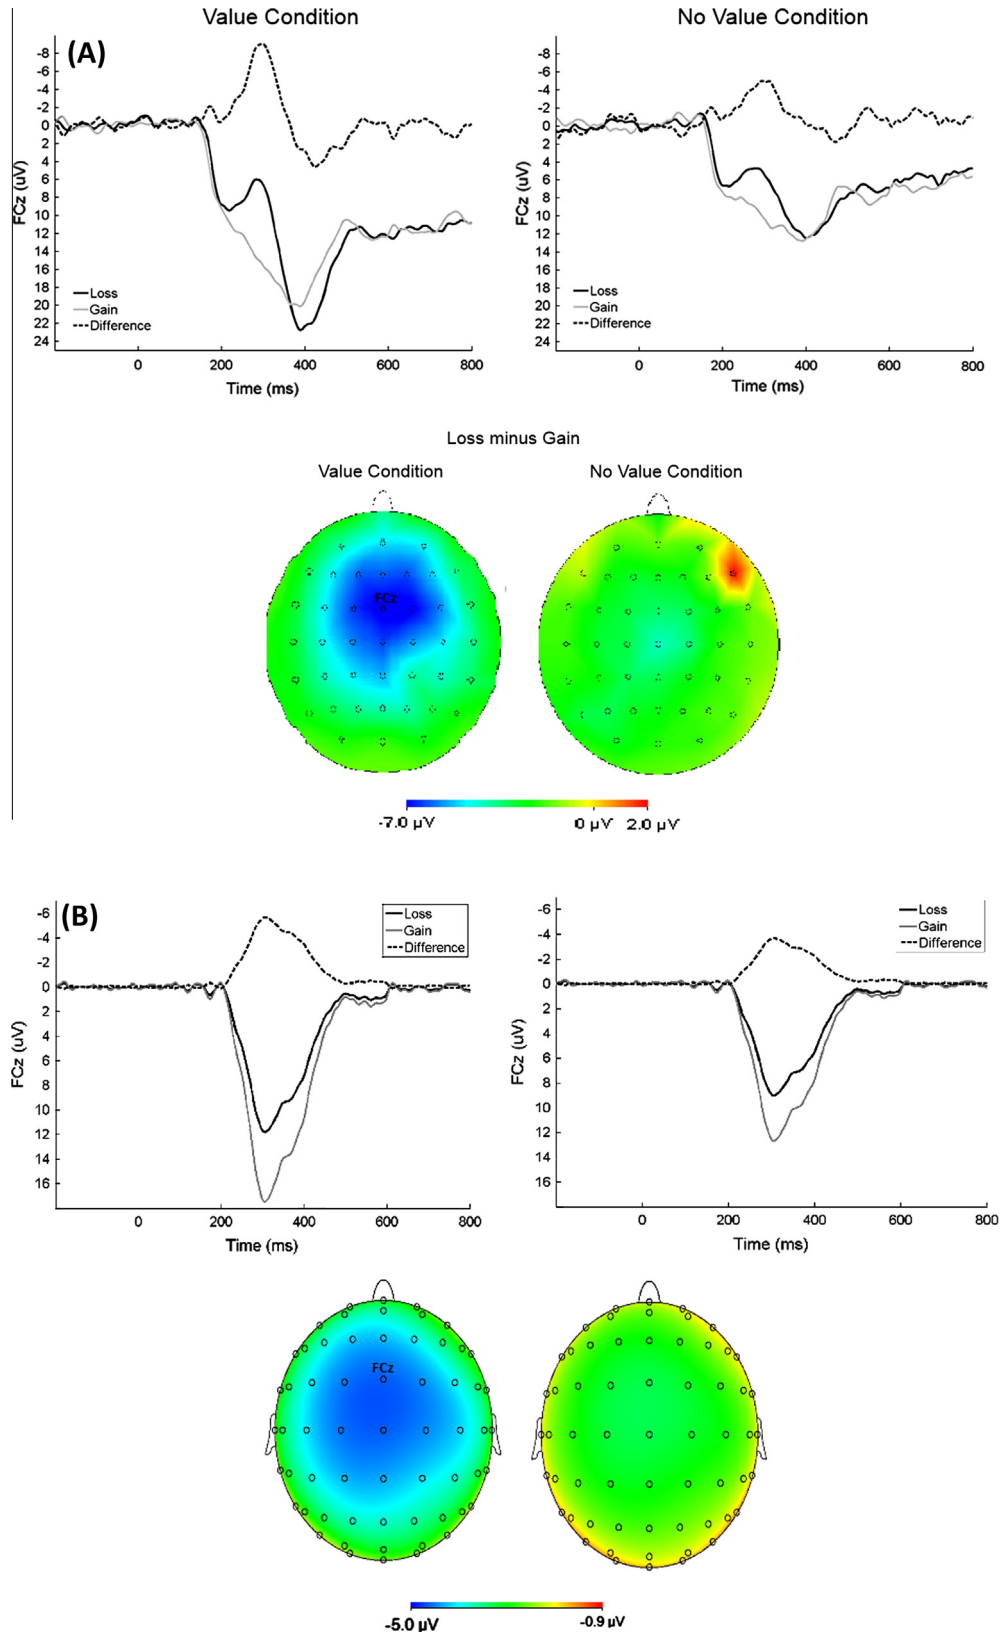 Value Condition
No Value Condition
(A)
-8
-6
-4
-2
0
2
4
6
8
10
12
14
16
18
20
22
24
FCz (uV)
Loss
Gain
Difference
0
200
400
600
800
Time (ms)
-8
-6
-4
-2
0
2
4
6
8
10
12
14
16
18
20
22
24
FCz (uV)
Loss
Gain
Difference
0
200
400
600
800
Time (ms)
Loss minus Gain
Value Condition
No Value Condition
FCz
-7.0 µV
0 µV
2.0 µV
(B)
-6
-4
-2
0
2
4
6
8
10
12
14
16
FCz (uV)
Loss
Gain
Difference
0
200
400
600
800
Time (ms)
-6
-4
-2
0
2
4
6
8
10
12
14
16
FCz (uV)
Loss
Gain
Difference
0
200
400
600
800
Time (ms)
FCz
-5.0 µV
-0.9 µV